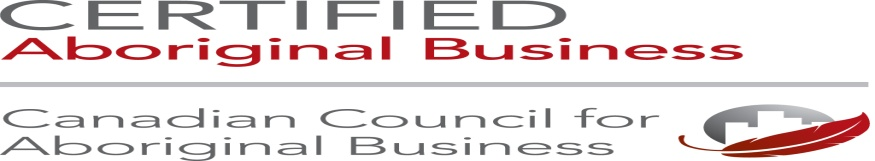 CERTIFIED
Aboriginal Business
Canadian Council for
Aboriginal Business